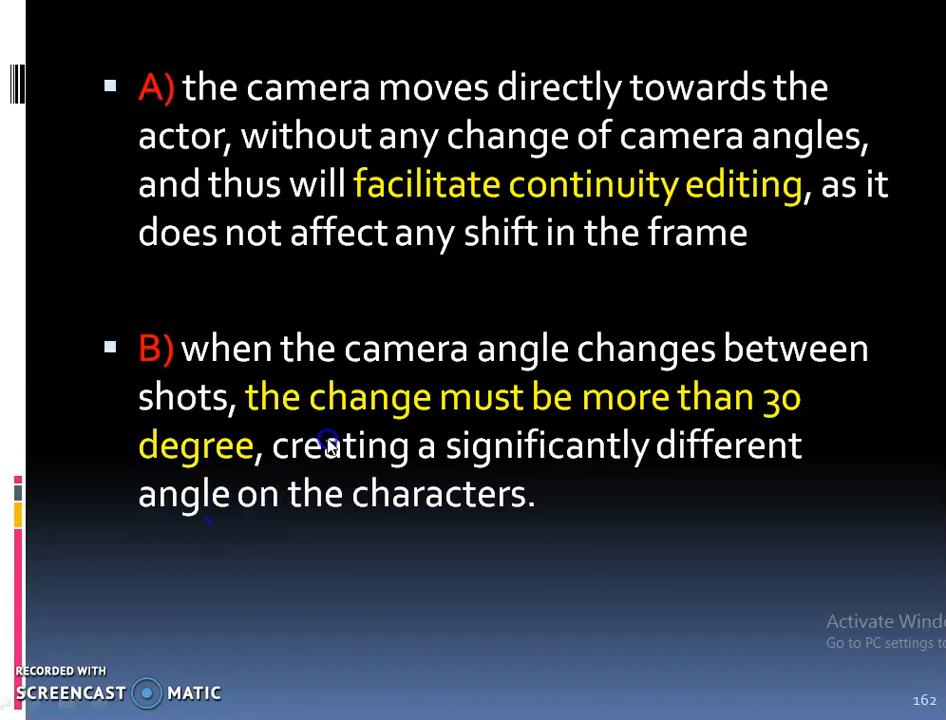 A) the camera moves directly towards the
actor, without any change of camera angles,
and thus will facilitate continuity editing, as it
does not affect any shift in the frame
B) when the camera angle changes between
shots, the change must be more than 30
degree, creating a significantly different
angle on the characters.
Activate Wind
Go to PC settings to
RECORDED WITH
SCREENCAST MATIC
162